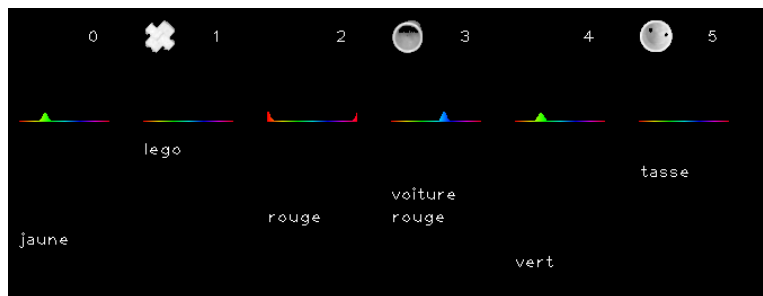 0 1 2 3 4 5
lego
tasse
voiture
rouge rouge
jaune
vert